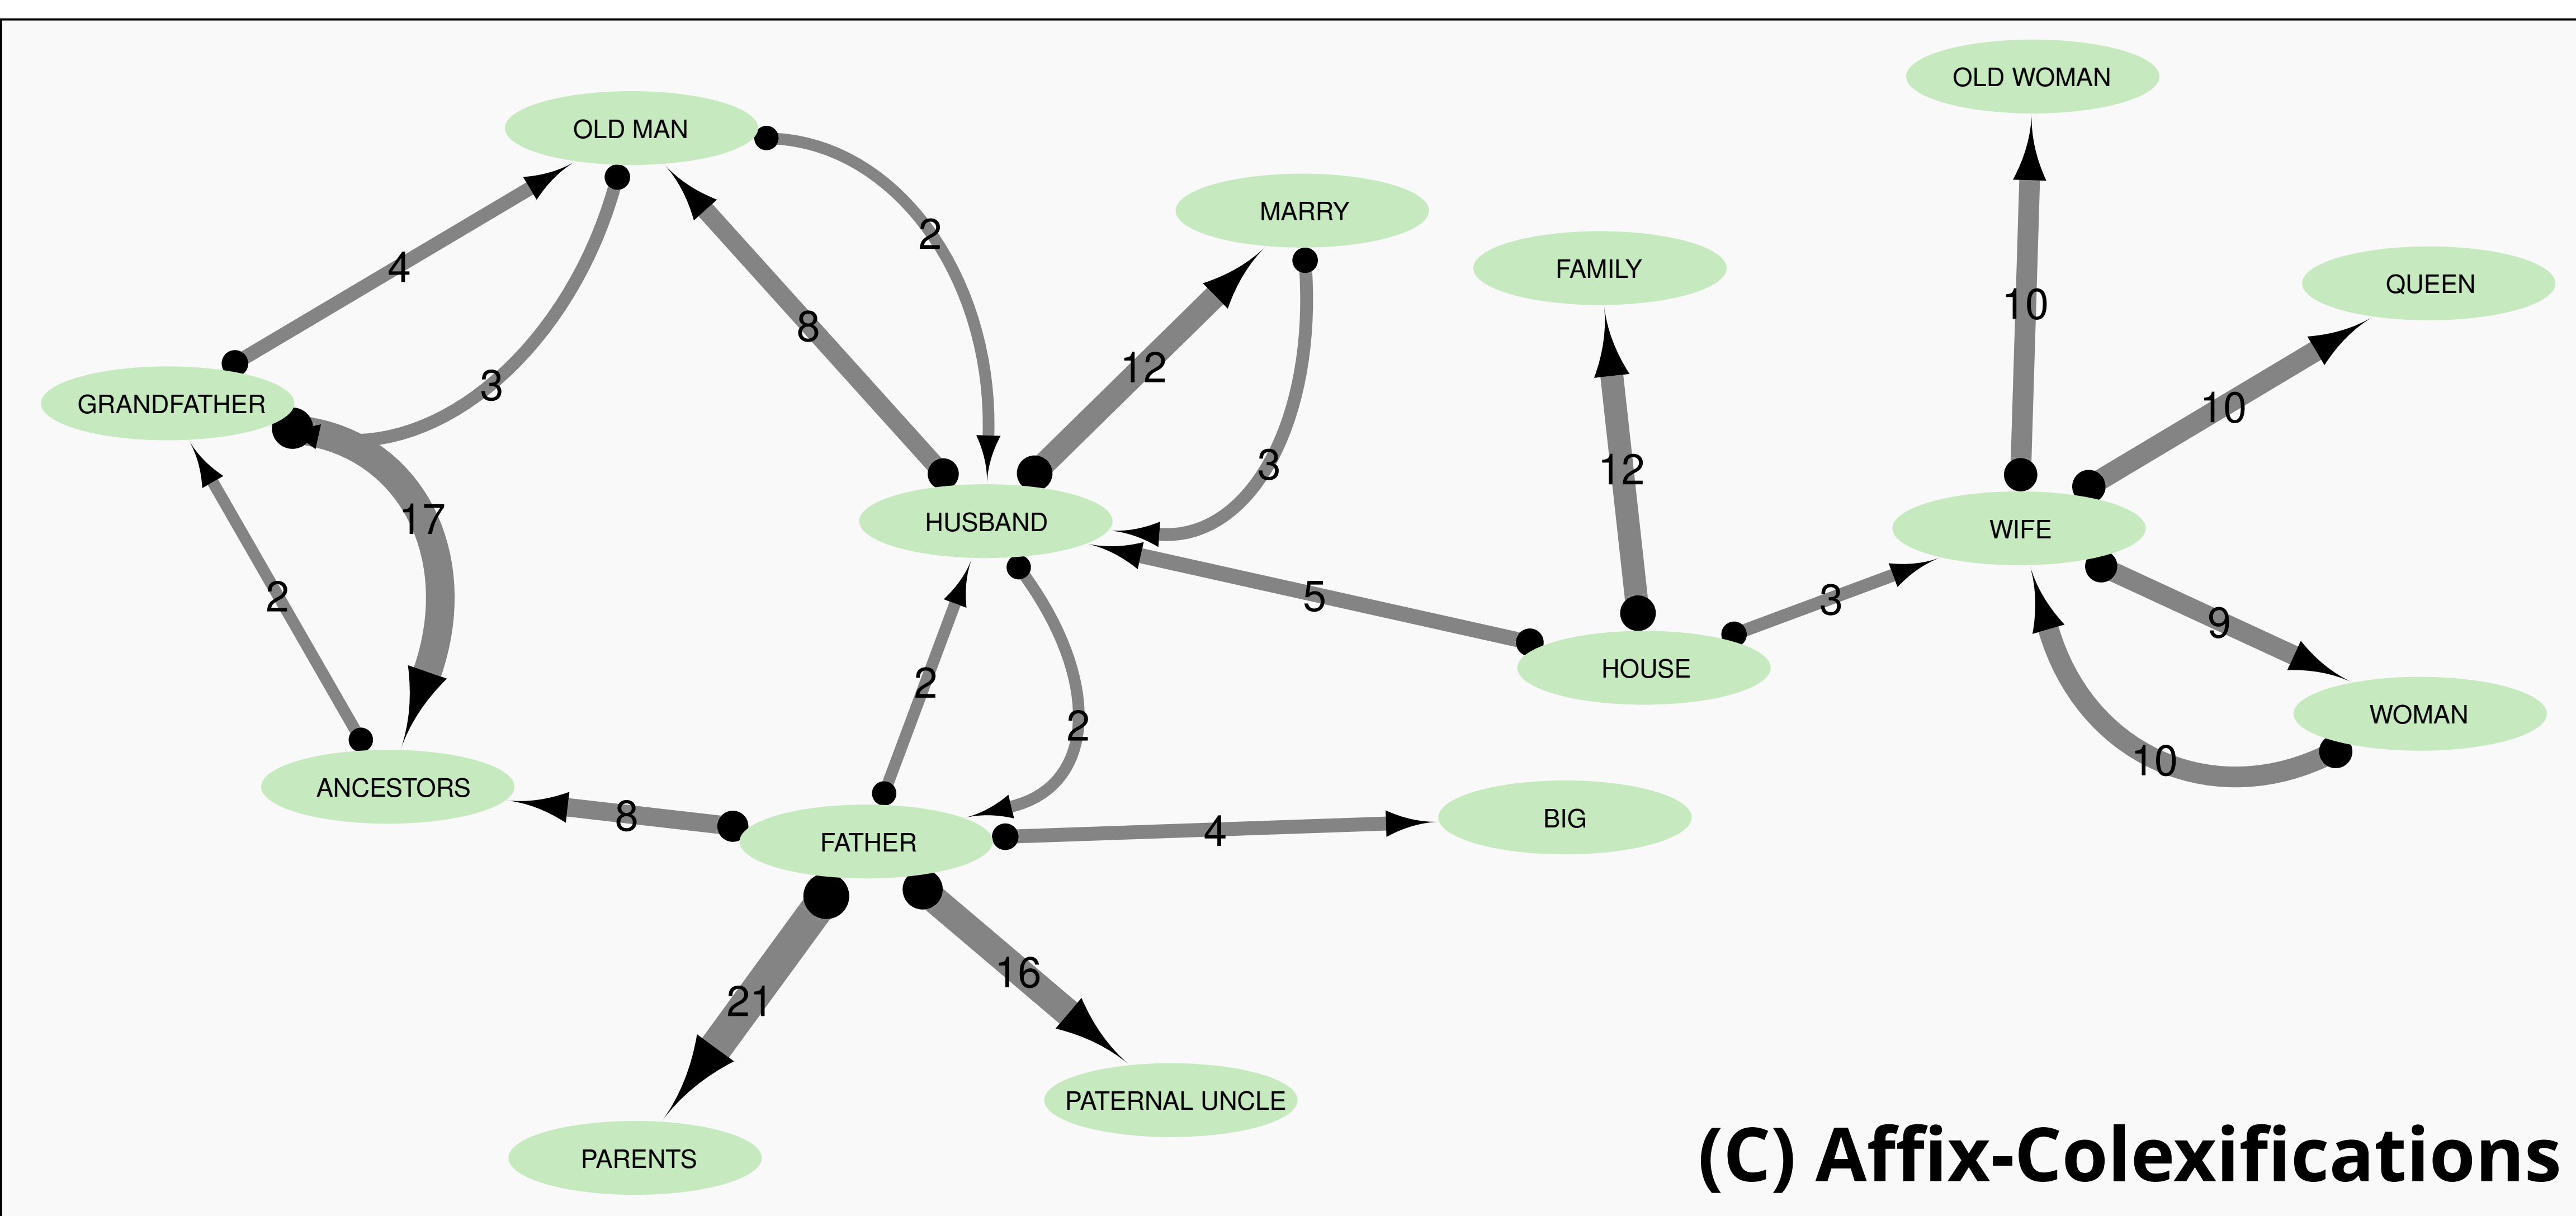 OLD WOMAN
OLD MAN
MARRY
2
FAMILY
4
QUEEN
10
8
12
3
GRANDFATHER
10
3
12
17
HUSBAND
WIFE
2
5
3
9
HOUSE
2
WOMAN
2
10
ANCESTORS
8
FATHER
4
BIG
16
21
PATERNAL UNCLE
PARENTS
(C) Affix-Colexifications